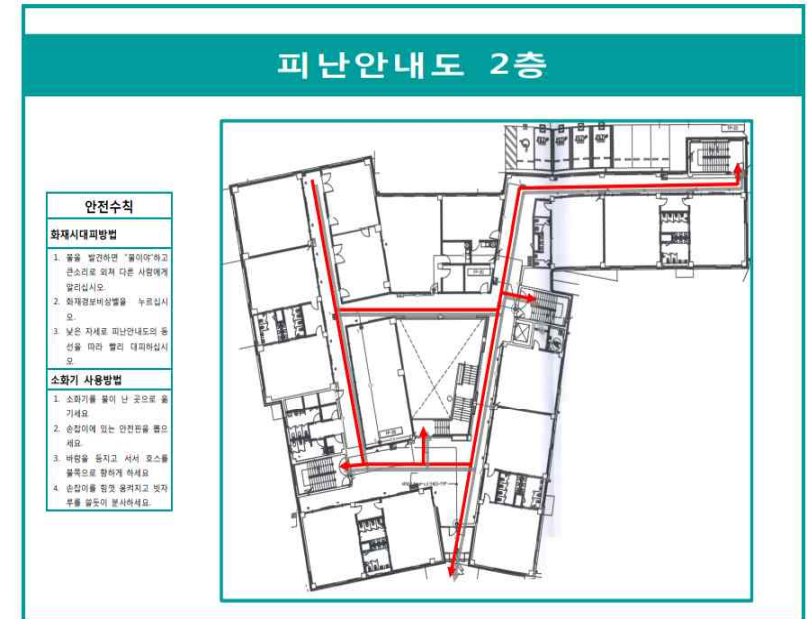 피난안내도 2층
안전수칙
화재시대피방법
1. 불을 발견하면 "불이야"하고
큰소리로 외쳐 다른 사람에게
알리십시오.
2. 화재경보비상벨을 누르십시
오.
3. 낮은 자세로 피난안내도의 동
선을 따라 빨리 대피하십시
오.
소화기 사용방법
1. 소화기를 불이 난 곳으로 옮
기세요
2. 손잡이에 있는 안전핀을 뽑으
세요.
3. 바람을 등지고 서서 호스를
불쪽으로 향하게 하세요
4. 손잡이를 힘껏 움켜지고 빗자
루를 쓸듯이 분사하세요.